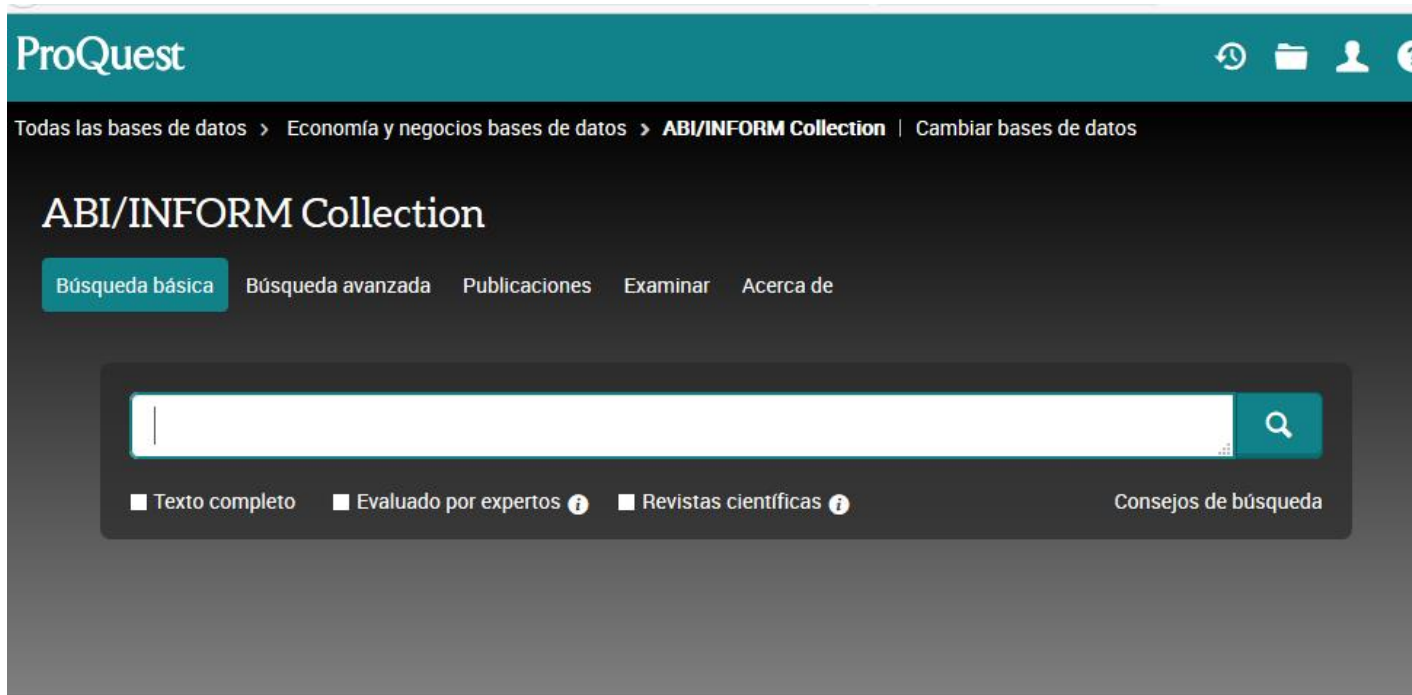 ProQuest
Todas las bases de datos > Economía y negocios bases de datos > ABI/INFORM Collection | Cambiar bases de datos
ABI/INFORM Collection
Búsqueda básica Búsqueda avanzada Publicaciones Examinar Acerca de
Texto completo Evaluado por expertos i Revistas científicas i Consejos de búsqueda